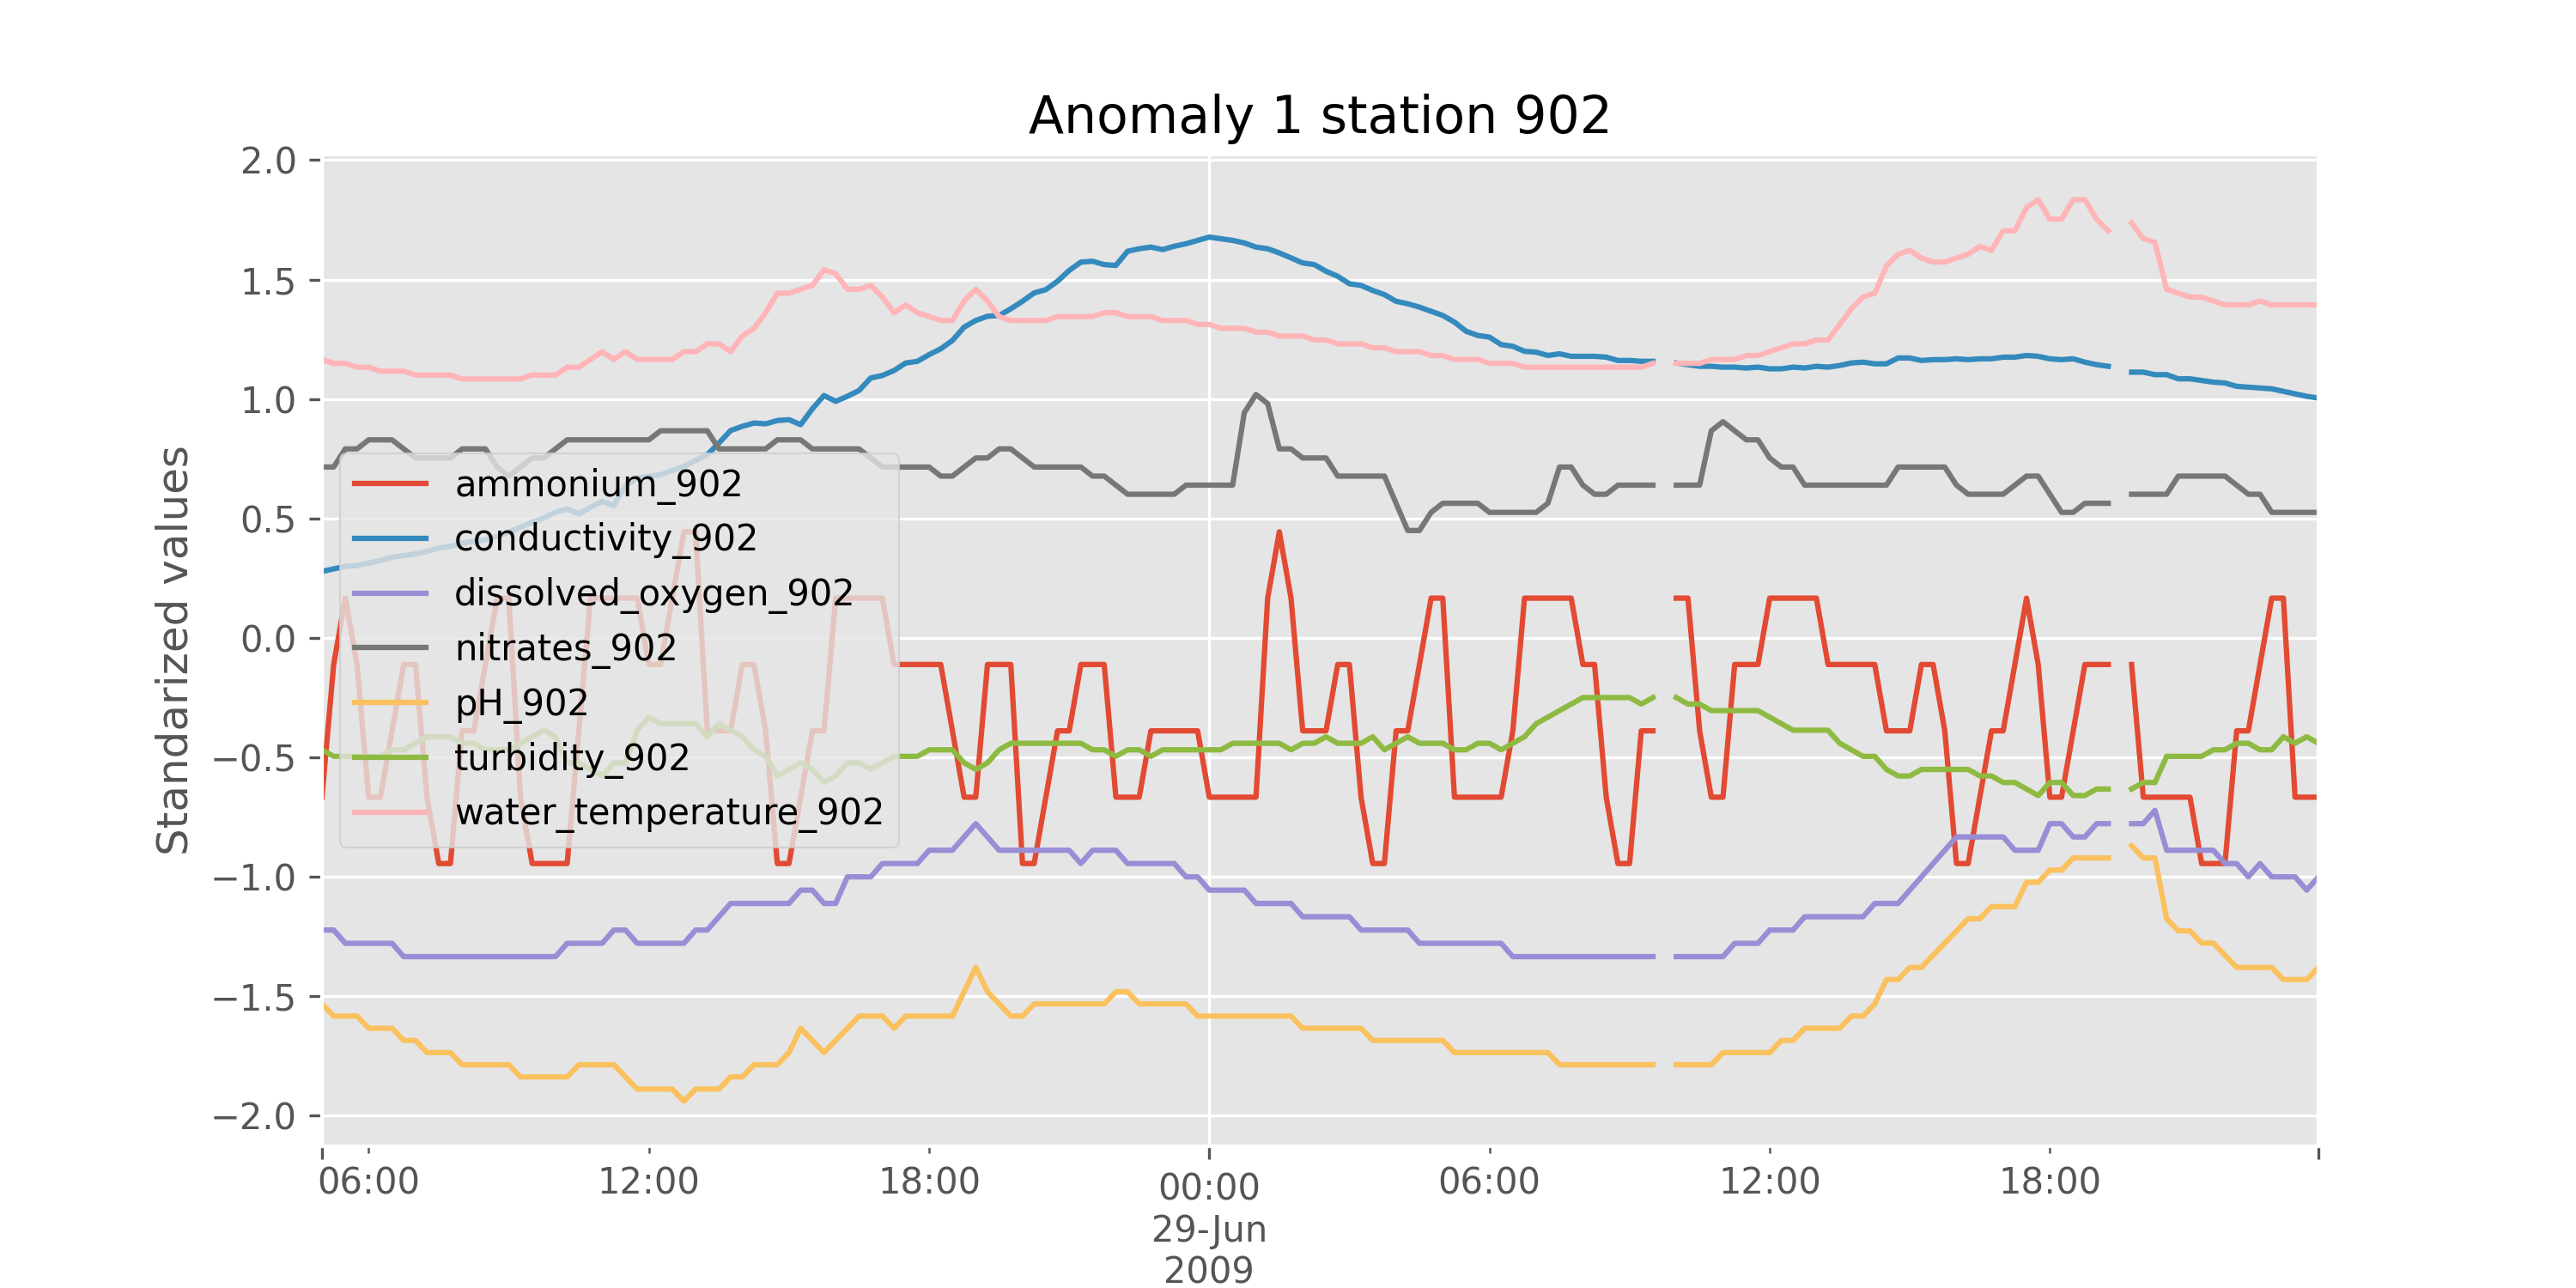 Anomaly 1 station 902
Standarized values
2.0
1.5
1.0
0.5
0.0
−0.5
−1.0
−1.5
−2.0
ammonium_902
conductivity_902
dissolved_oxygen_902
nitrates_902
pH_902
turbidity_902
water_temperature_902
06:00 12:00 18:00 00:00 06:00 12:00 18:00
29-Jun
2009